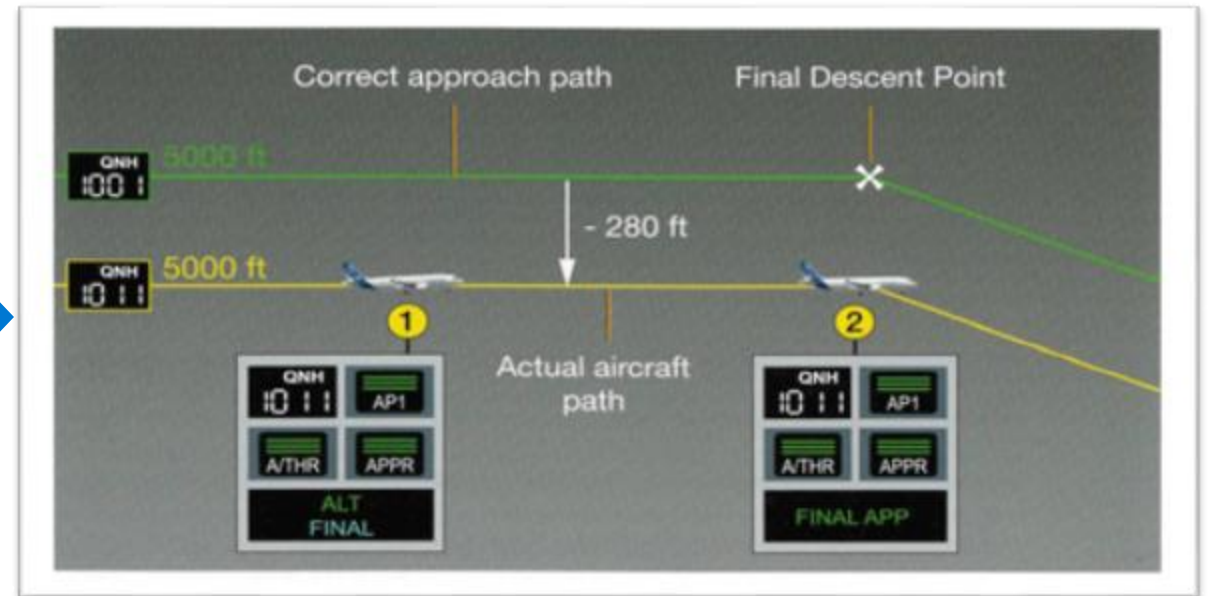 Correct approach path
Final Descent Point
QNH
1001
5000 ft
- 280 ft
QNH
1011
5000 ft
1
2
Actual aircraft
path
QNH
1011
AP1
A/THR
APPR
ALT
FINAL
QNH
1011
AP1
A/THR
APPR
FINAL APP